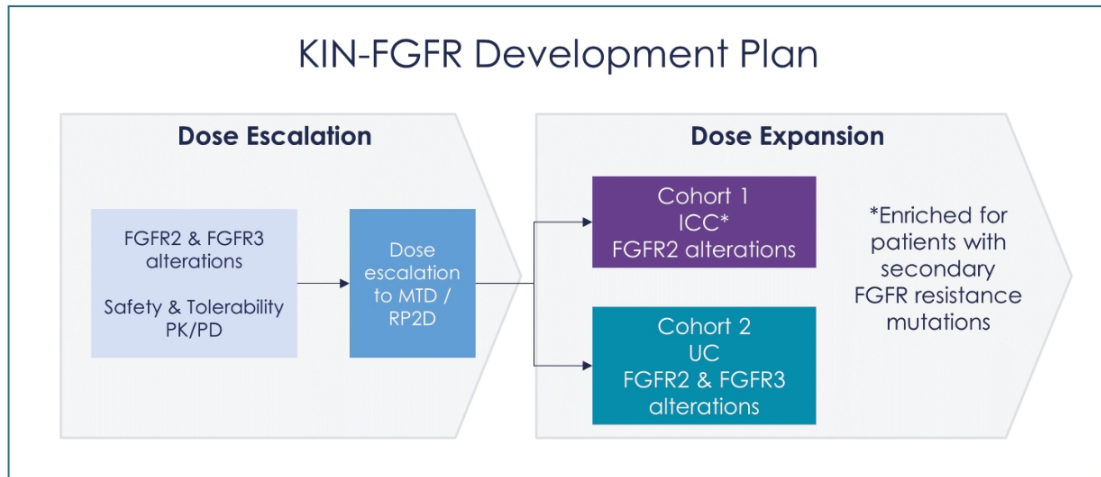 KIN-FGFR Development Plan
Dose Escalation
FGFR2 & FGFR3
alterations
Safety & Tolerability
PK/PD
Dose
escalation
to MTD /
RP2D
Dose Expansion
Cohort 1
ICC*
FGFR2 alterations
Cohort 2
UC
FGFR2 & FGFR3
alterations
*Enriched for
patients with
secondary
FGFR resistance
mutations